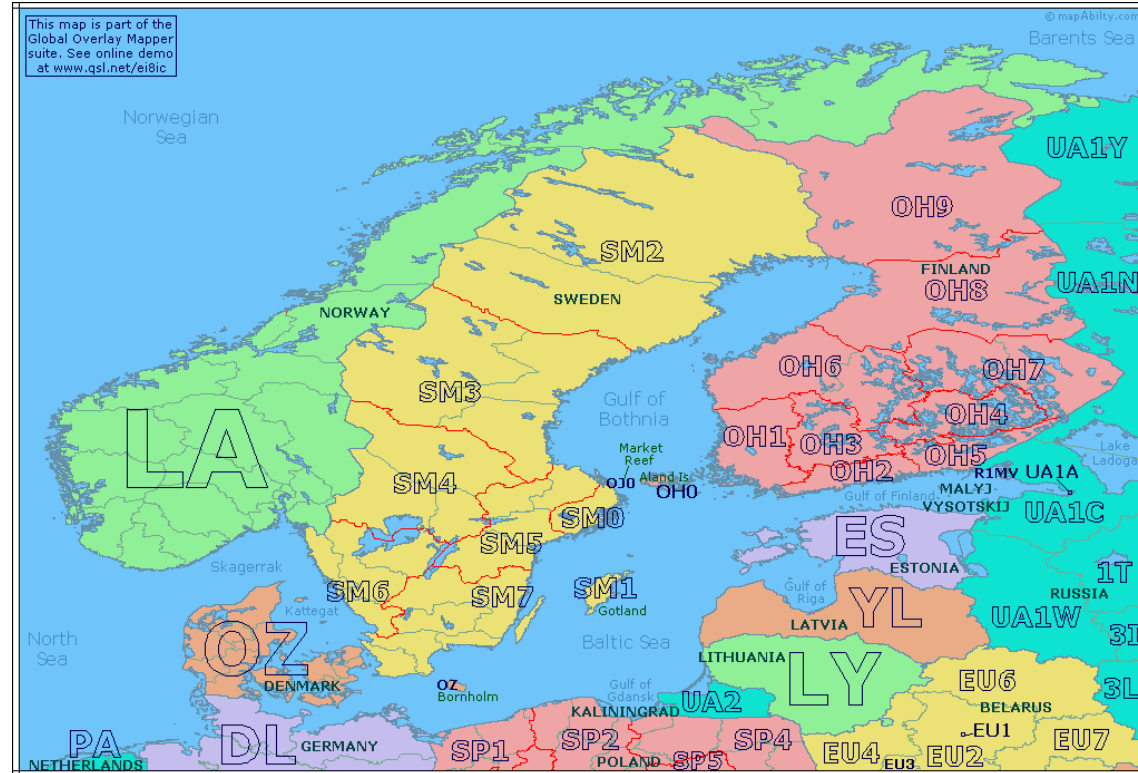 This map is part of the
Global Overlay Mapper
suite. See online demo
at www.qsl.net/ei8ic
© mapAbilty.com
Barents Sea
Norwegian
Sea
UA1Y
OH9
SM2
FINLAND
OH8
UA1N
SWEDEN
NORWAY
OH6
OH7
SM3
Gulf of
Bothnia
OH4
LA
OH1
OH3
Market
Reef
OH5
Lake
Ladoga
OH2
R1MV
UA1A
SM4
OJ0
Aland Is
OH0
MALYJ
VYSOTSKIJ
Gulf of Finland
SM0
UA1C
ES
SM5
Skagerrak
ESTONIA
1T
SM6
SM7
SM1
Gulf of
Riga
RUSSIA
Kattegat
Gotland
YL
LATVIA
UA1W
North
Sea
OZ
Baltic Sea
3I
LITHUANIA
LY
DENMARK
OZ
Bornholm
Gulf of
Gdansk
EU6
3L
UA2
KALININGRAD
BELARUS
PA
DL
GERMANY
SP1
SP2
SP4
EU1
EU7
NETHERLANDS
POLAND
SP5
EU4
EU3
EU2